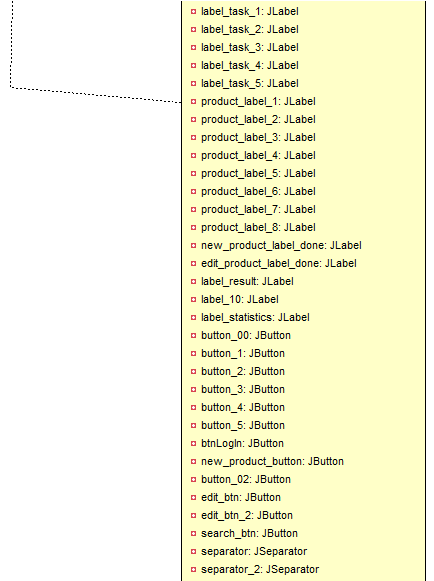 label_task_1: JLabel
label_task_2: JLabel
label_task_3: JLabel
label_task_4: JLabel
label_task_5: JLabel
product_label_1: JLabel
product_label_2: JLabel
product_label_3: JLabel
product_label_4: JLabel
product_label_5: JLabel
product_label_6: JLabel
product_label_7: JLabel
product_label_8: JLabel
new_product_label_done: JLabel
edit_product_label_done: JLabel
label_result: JLabel
label_10: JLabel
label_statistics: JLabel
button_00: JButton
button_1: JButton
button_2: JButton
button_3: JButton
button_4: JButton
button_5: JButton
btnLogIn: JButton
new_product_button: JButton
button_02: JButton
edit_btn: JButton
edit_btn_2: JButton
search_btn: JButton
separator: JSeparator
separator_2: JSeparator